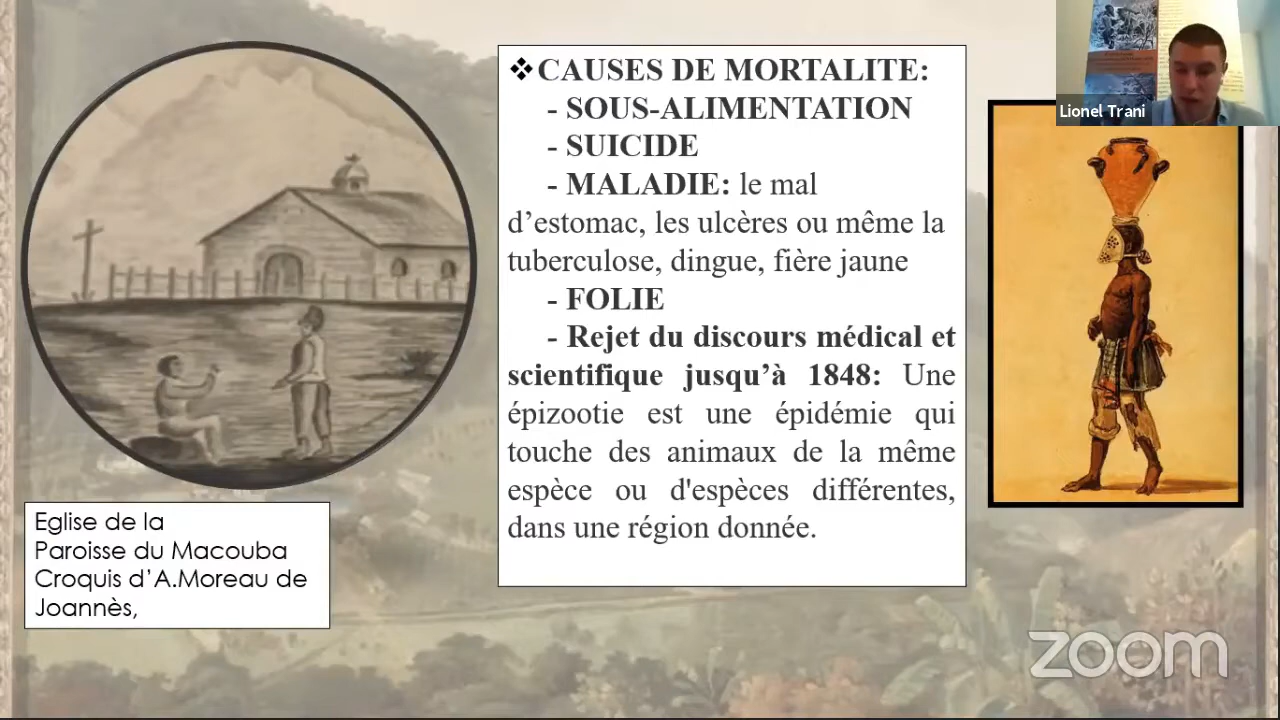 ❖CAUSES DE MORTALITE:
- SOUS-ALIMENTATION
- SUICIDE
- MALADIE: le mal
d’estomac, les ulcères ou même la
tuberculose, dingue, fière jaune
- FOLIE
- Rejet du discours médical et
scientifique jusqu’à 1848: Une
épizootie est une épidémie qui
touche des animaux de la même
espèce ou d'espèces différentes,
dans une région donnée.
Eglise de la
Paroisse du Macouba
Croquis d’A.Moreau de
Joannès,
Lionel Trani
zoom